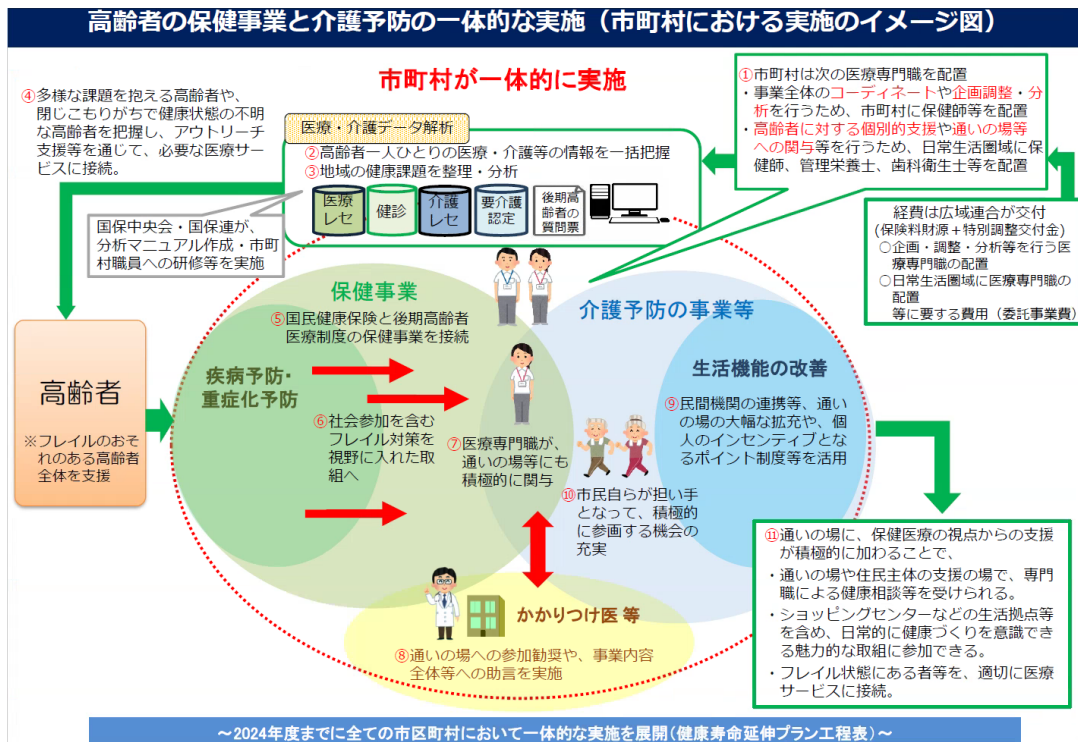 高齢者の保健事業と介護予防の一体的な実施（市町村における実施のイメージ図）
市町村が一体的に実施
④多様な課題を抱える高齢者や、
閉じこもりがちで健康状態の不明
な高齢者を把握し、アウトリーチ
支援等を通じて、必要な医療サー
ビスに接続。
医療・介護データ解析
②高齢者一人ひとりの医療・介護等の情報を一括把握
③地域の健康課題を整理・分析
医療
レセ
健診
介護
レセ
要介護
認定
後期高
齢者の
質問票
①市町村は次の医療専門職を配置
・事業全体のコーディネートや企画調整・分
析を行うため、市町村に保健師等を配置
・高齢者に対する個別的支援や通いの場等
への関与等を行うため、日常生活圏域に保
健師、管理栄養士、歯科衛生士等を配置
国保中央会・国保連が、
分析マニュアル作成・市町
村職員への研修等を実施
経費は広域連合が交付
(保険料財源＋特別調整交付金)
○企画・調整・分析等を行う医
療専門職の配置
○日常生活圏域に医療専門職の
配置
等に要する費用（委託事業費）
保健事業
⑤国民健康保険と後期高齢者
医療制度の保健事業を接続
介護予防の事業等
高齢者
※フレイルのおそ
れのある高齢者
全体を支援
疾病予防・
重症化予防
⑥社会参加を含む
フレイル対策を
視野に入れた取
組へ
⑦医療専門職が、
通いの場等にも
積極的に関与
生活機能の改善
⑨民間機関の連携等、通い
の場の大幅な拡充や、個
人のインセンティブとな
るポイント制度等を活用
⑩市民自らが担い手
となって、積極的
に参画する機会の
充実
かかりつけ医 等
⑧通いの場への参加勧奨や、事業内容
全体等への助言を実施
⑪通いの場に、保健医療の視点からの支援
が積極的に加わることで、
・通いの場や住民主体の支援の場で、専門
職による健康相談等を受けられる。
・ショッピングセンターなどの生活拠点等
を含め、日常的に健康づくりを意識できる
魅力的な取組に参加できる。
・フレイル状態にある者等を、適切に医療
サービスに接続。
～2024年度までに全ての市区町村において一体的な実施を展開（健康寿命延伸プラン工程表）～